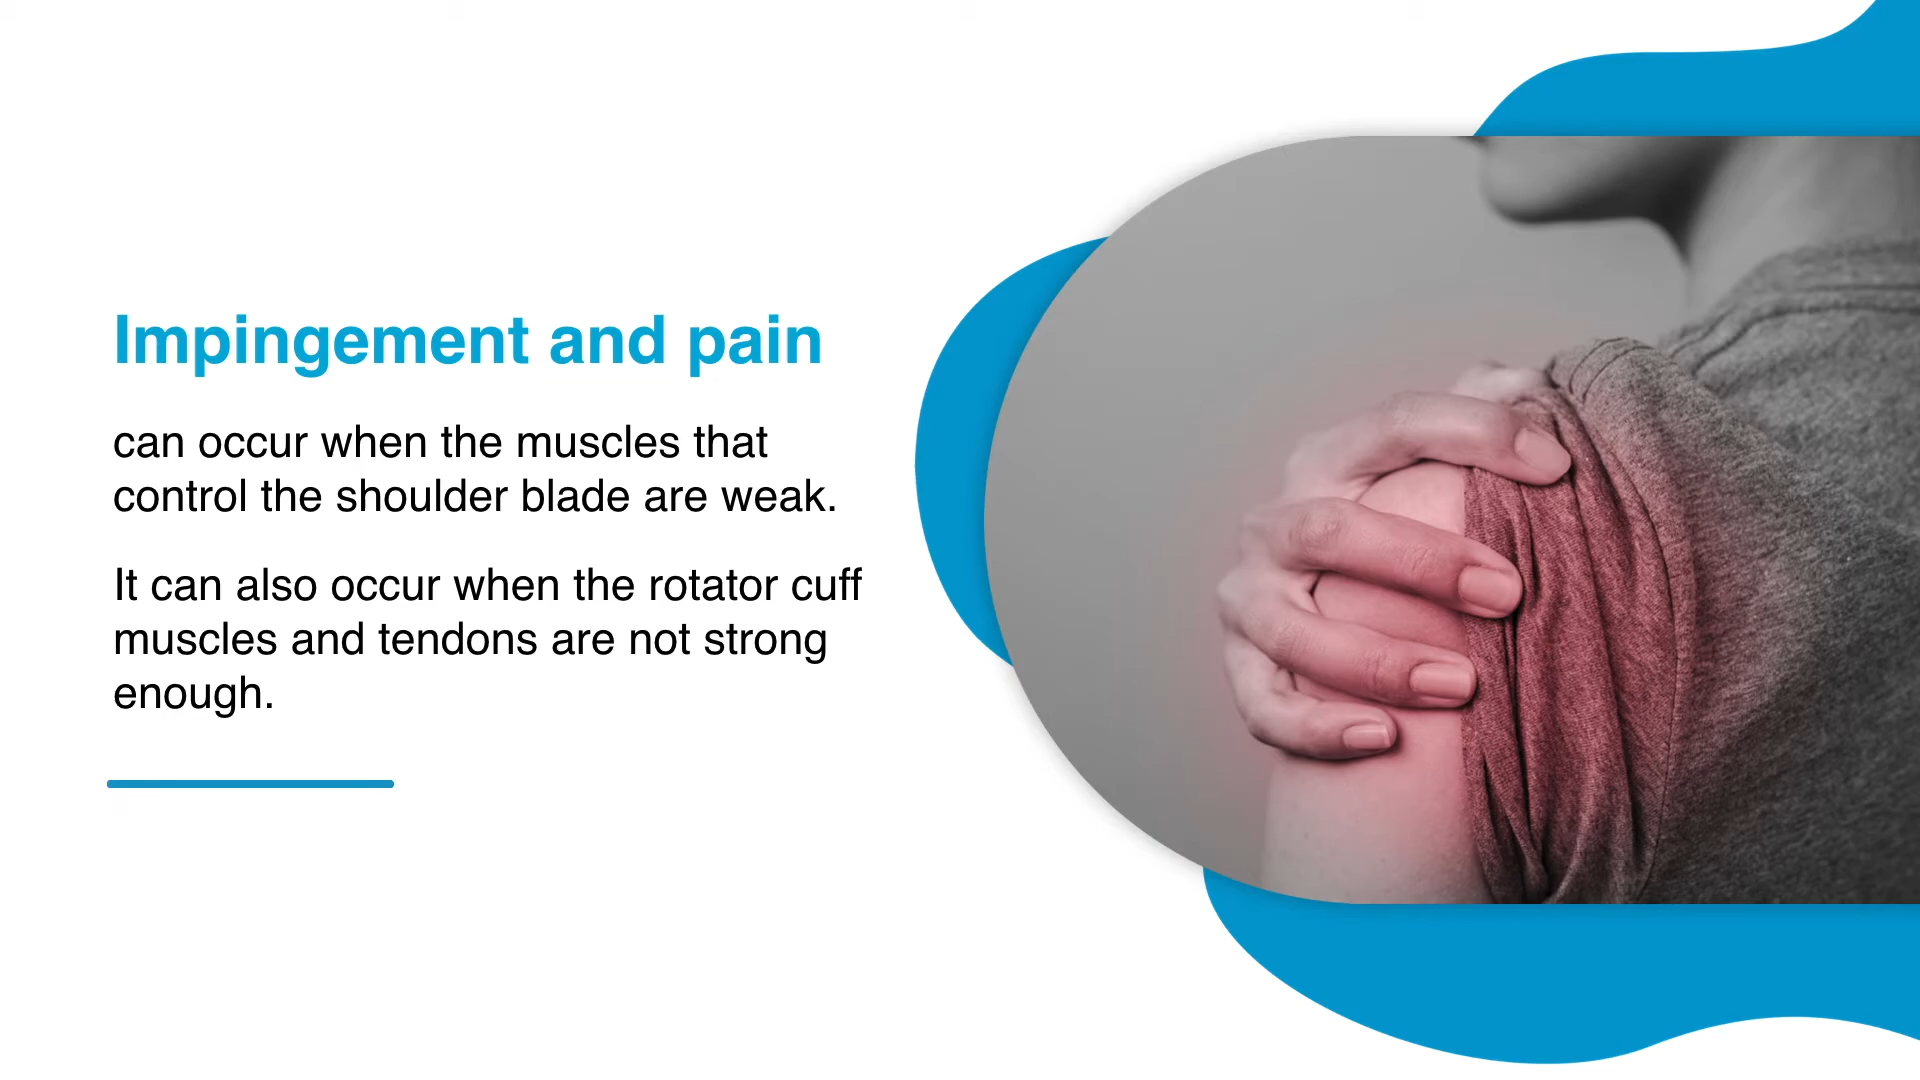 Impingement and pain
can occur when the muscles that
control the shoulder blade are weak.
It can also occur when the rotator cuff
muscles and tendons are not strong
enough.